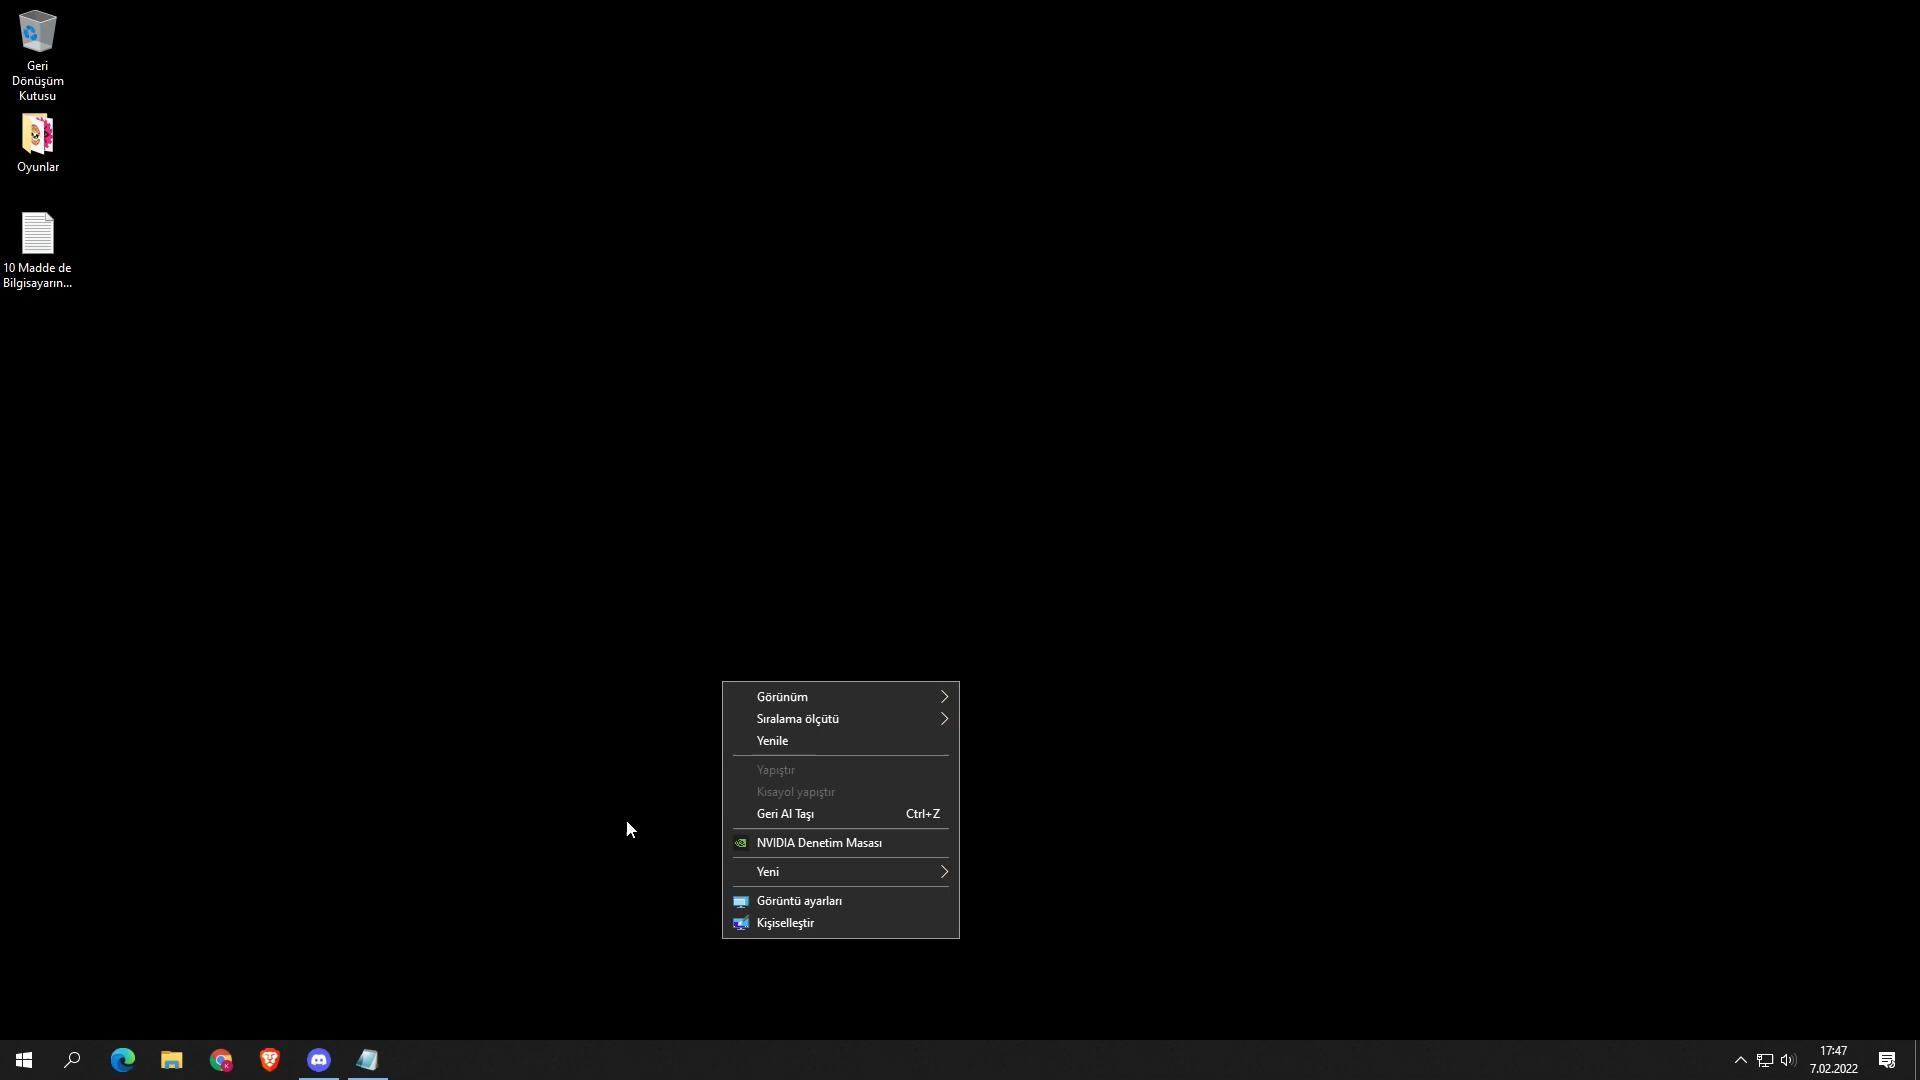 Geri
Dönüşüm
Kutusu
Oyunlar
10 Madde de
Bilgisayarın...
Görünüm
Sıralama ölçütü
Yenile
Yapıştır
Kısayol yapıştır
Geri Al Taşı Ctrl+Z
NVIDIA Denetim Masası
Yeni
Görüntü ayarları
Kişiselleştir
17:47
7.02.2022